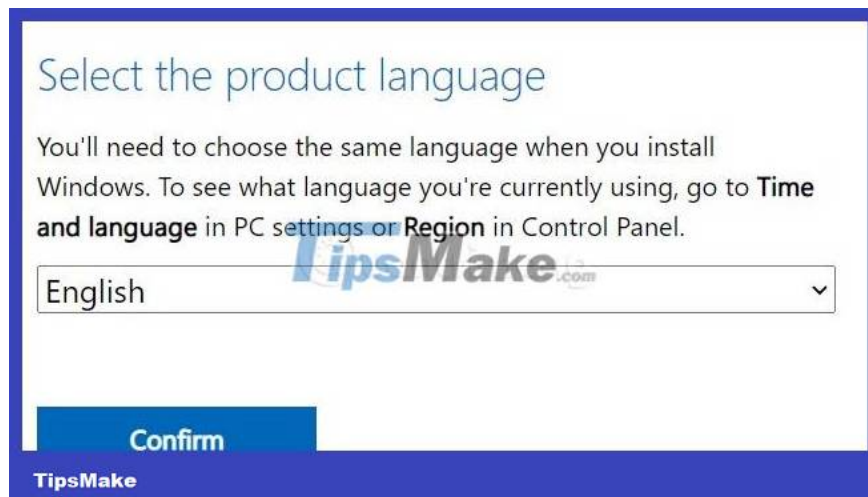 Select the product language
You'll need to choose the same language when you install
Windows. To see what language you're currently using, go to Time
and language in PC settings or Region in Control Panel.
TipsMake.com
English
Confirm
TipsMake